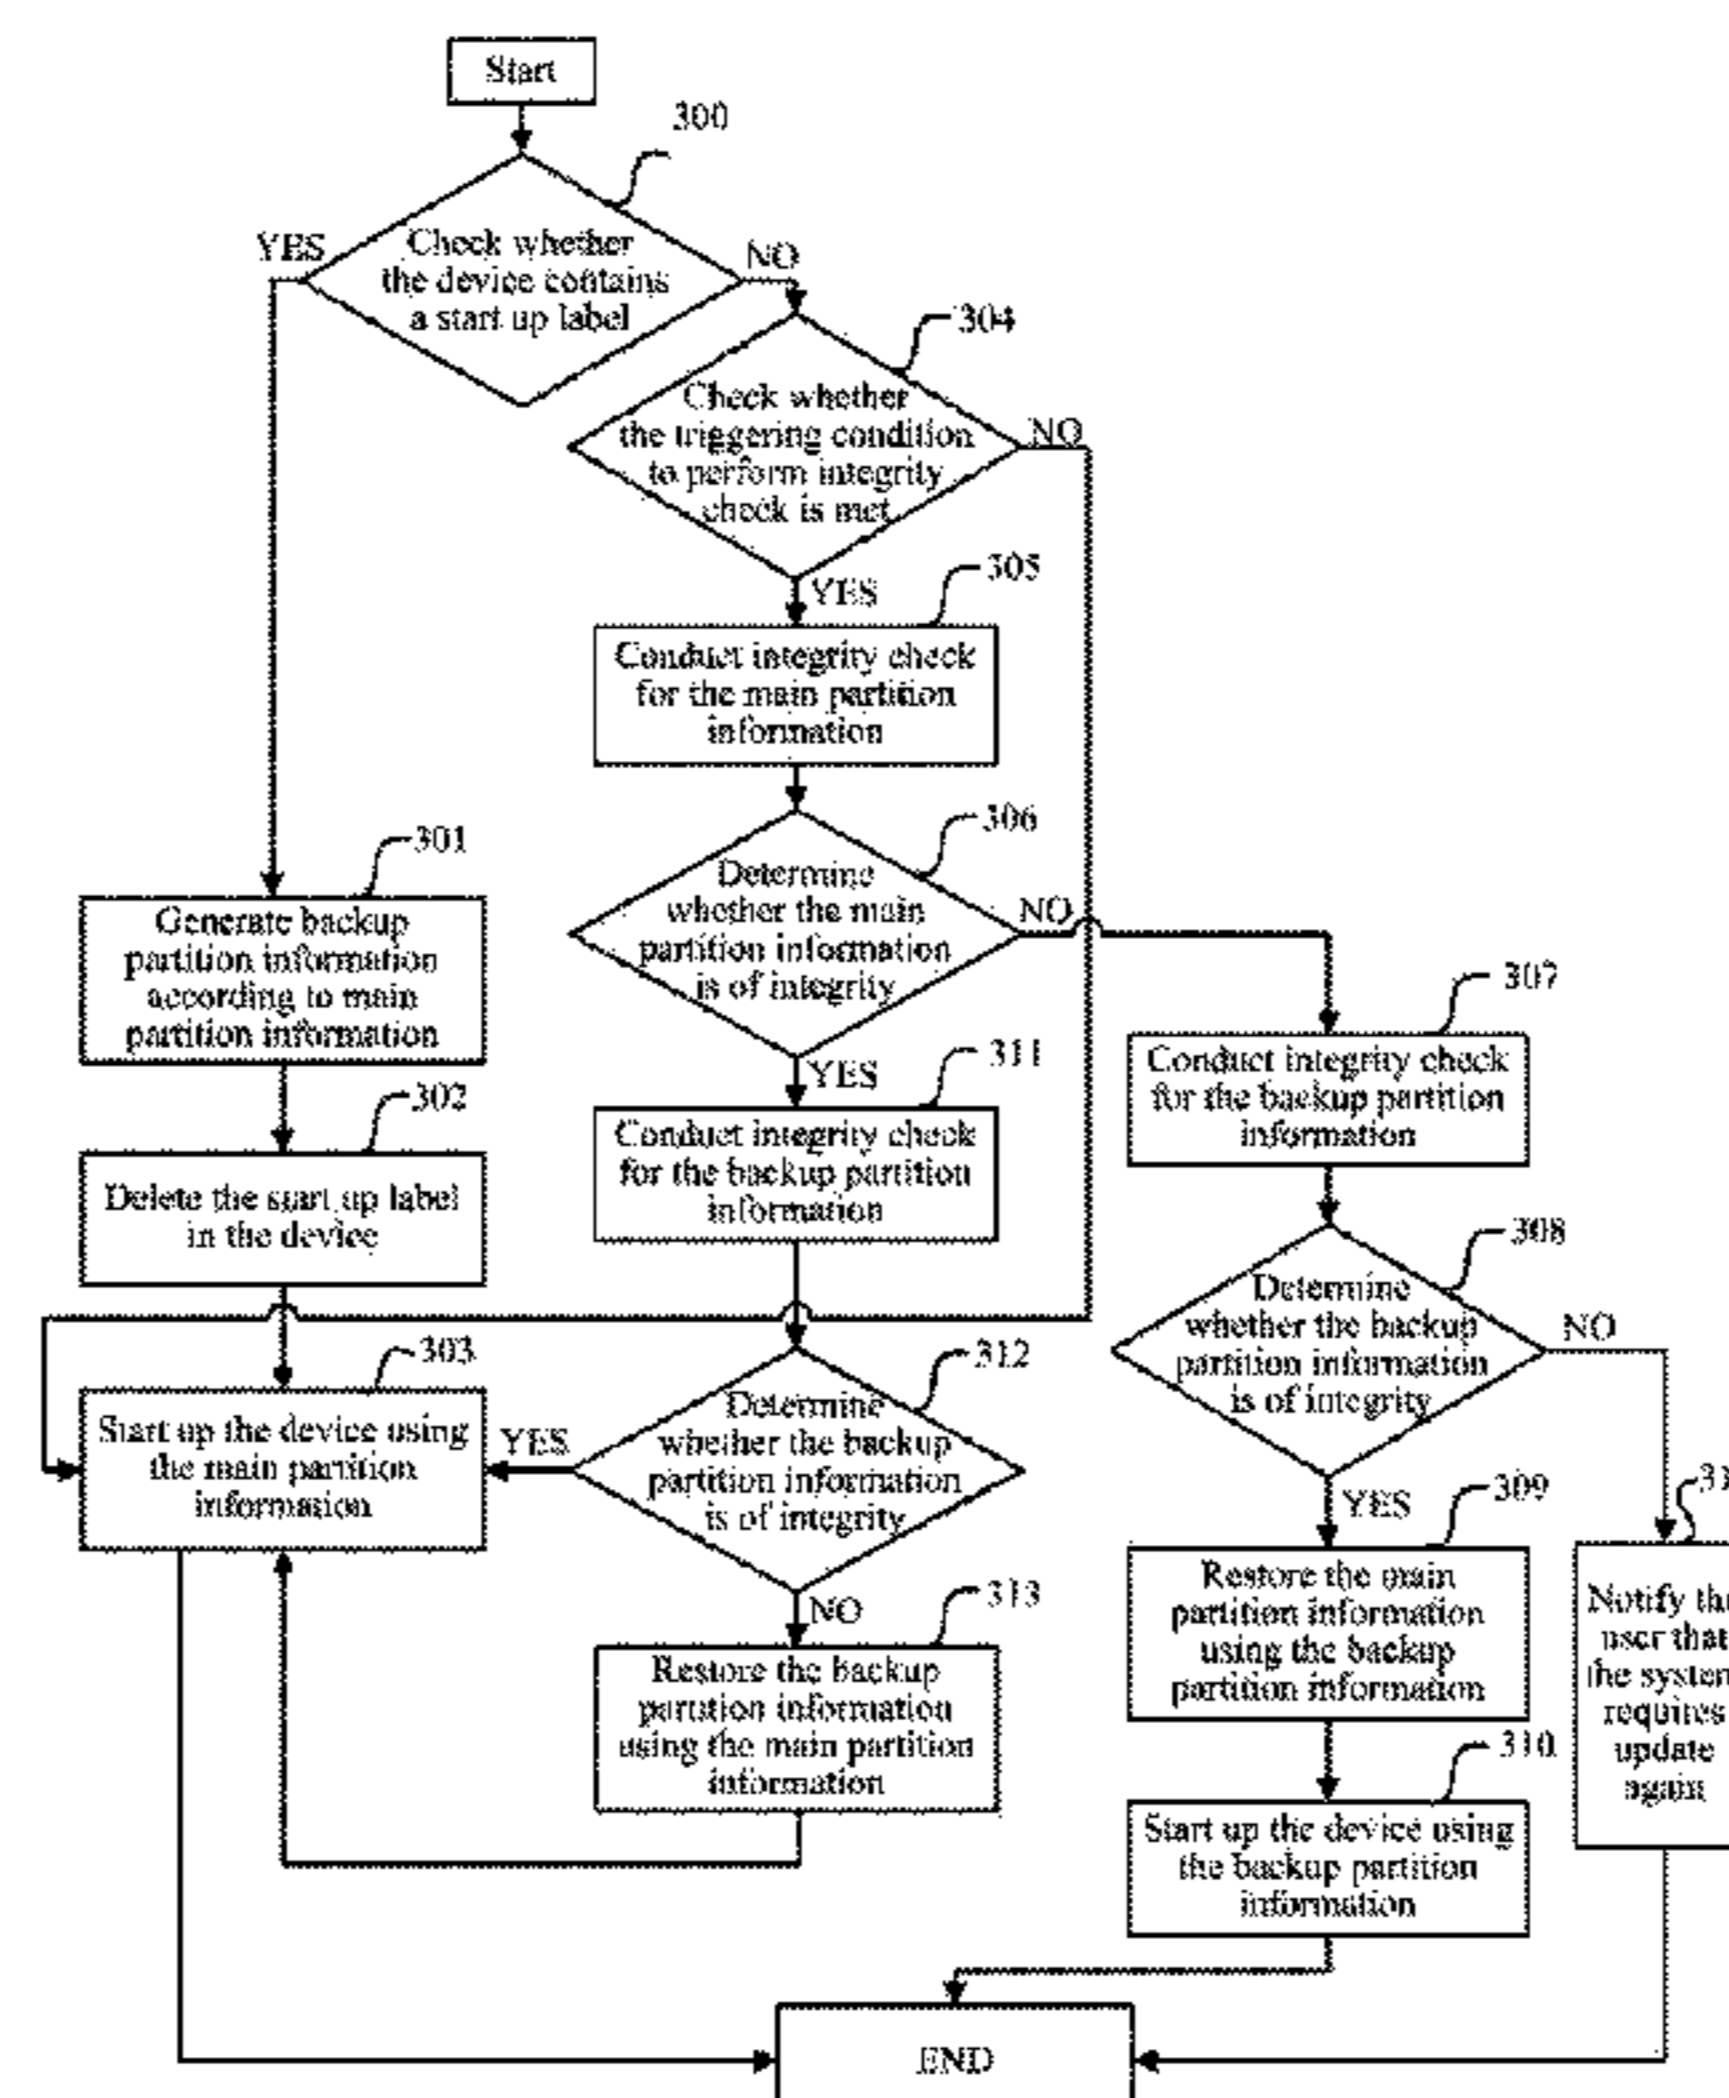 Start
300
Check whether
the device contains
a start up label
YES
NO
304
Check whether
the triggering condition
to perform integrity
check is met
NO
YES
305
Conduct integrity check
for the main partition
information
306
Determine
whether the main
partition information
is of integrity
NO
YES
301
Generate backup
partition information
according to main
partition information
307
Conduct integrity check
for the backup partition
information
311
Conduct integrity check
for the backup partition
information
302
Delete the start up label
in the device
308
Determine
whether the backup
partition information
is of integrity
NO
YES
303
Start up the device using
the main partition
information
312
Determine
whether the backup
partition information
is of integrity
YES
NO
309
Restore the main
partition information
using the backup
partition information
Notify
user that
the
requires
update
again
313
Restore the backup
partition information
using the main partition
information
310
Start up the device using
the backup partition
information
END